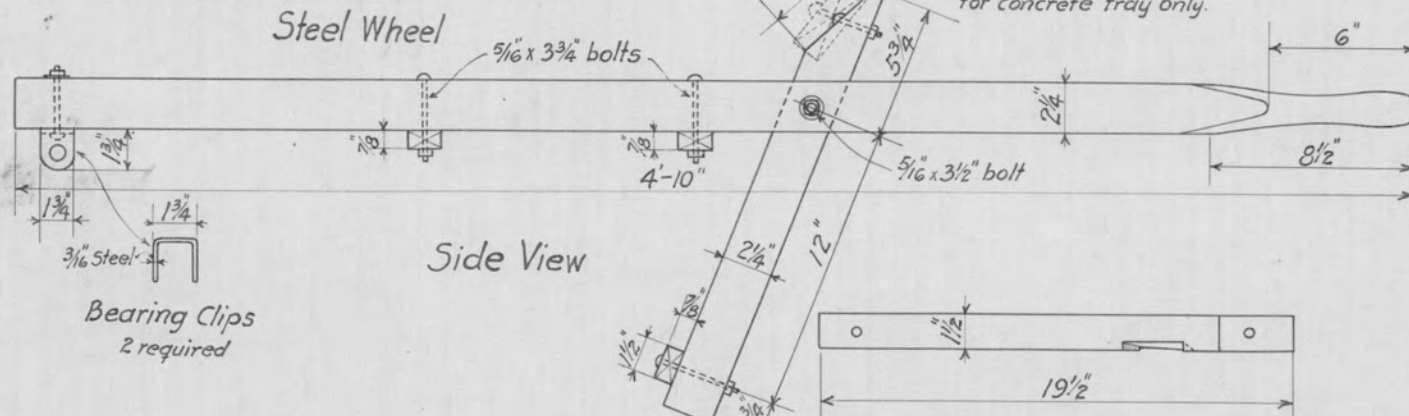 for concrete tray only.
Steel Wheel
5/16" x 3 3/4" bolts
5 3/4"
6"
2 1/4"
1 3/4"
7/8"
7/8"
4'-10"
5/16" x 3 1/2" bolt
8 1/2"
1 3/4"
1 3/4"
3/16" Steel
Side View
2 1/4"
12"
Bearing Clips
2 required
7/8"
1 1/2"
3/4"
1 1/2"
19 1/2"